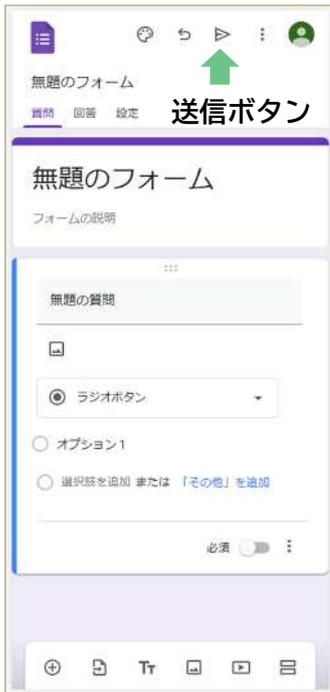 無題のフォーム
質問 回答 設定
送信ボタン
無題のフォーム
フォームの説明
無題の質問
ラジオボタン
オプション 1
選択肢を追加 または 「その他」を追加
必須
Tт